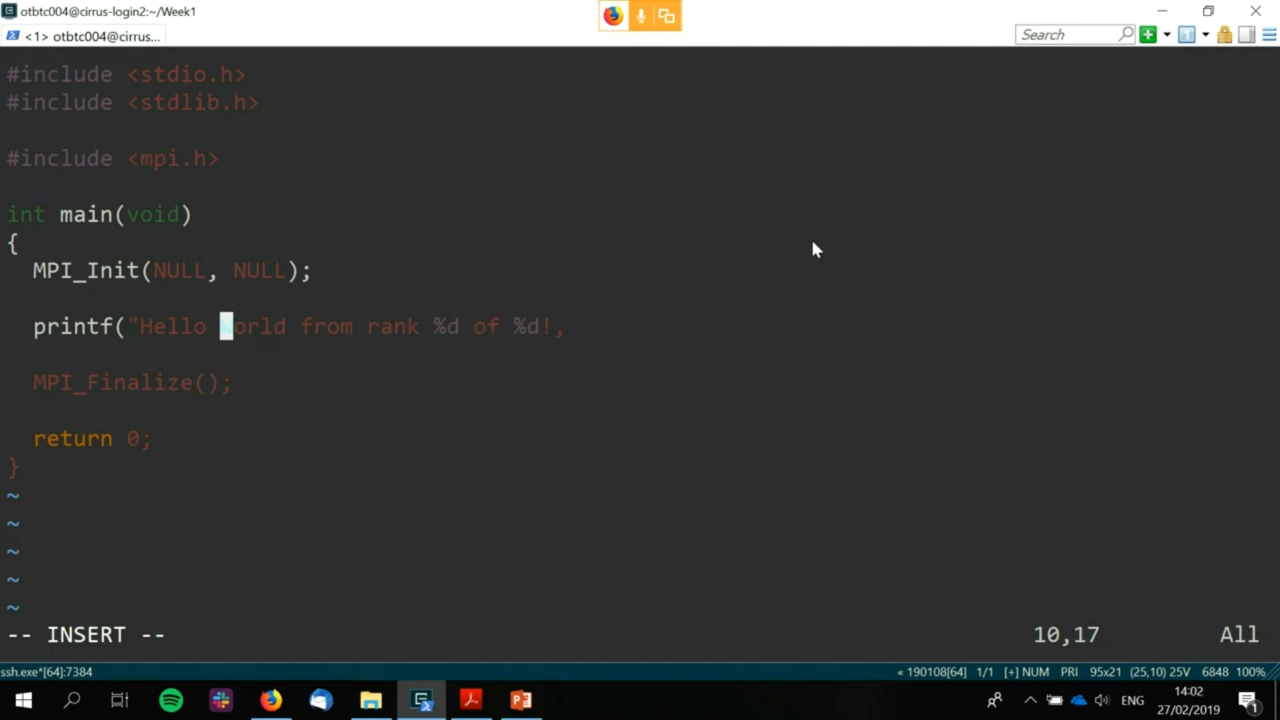 otbtc004@cirrus-login2:~/Week1
<1> otbtc004@cirrus...
Search
#include <stdio.h>
#include <stdlib.h>
#include <mpi.h>
int main(void)
{
MPI_Init(NULL, NULL);
printf("Hello world from rank %d of %d!,
MPI_Finalize();
return 0;
}
~
~
~
~
~
-- INSERT --
10,17
All
ssh.exe*[64]:7384
« 190108[64] 1/1 [+] NUM PRI 95x21 (25,10) 25V 6848 100%
ENG
14:02
27/02/2019
1